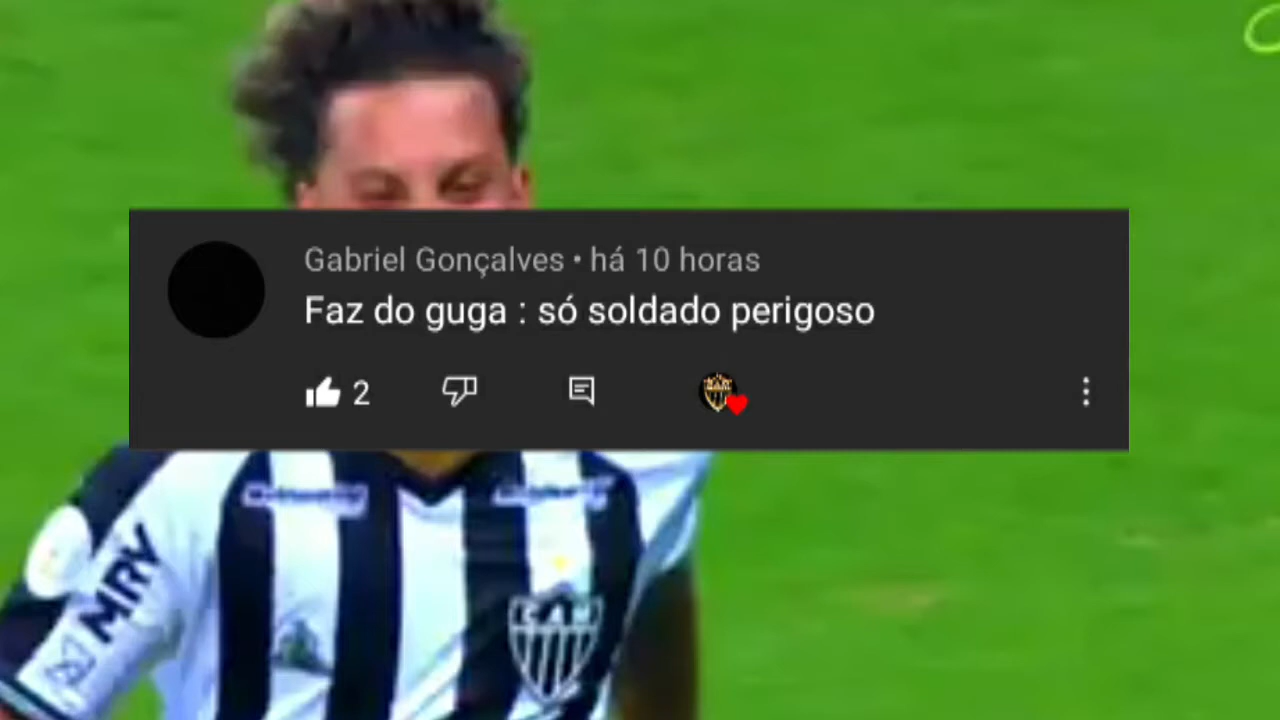 Gabriel Gonçalves • há 10 horas
Faz do guga : só soldado perigoso
2
MRV
CAM